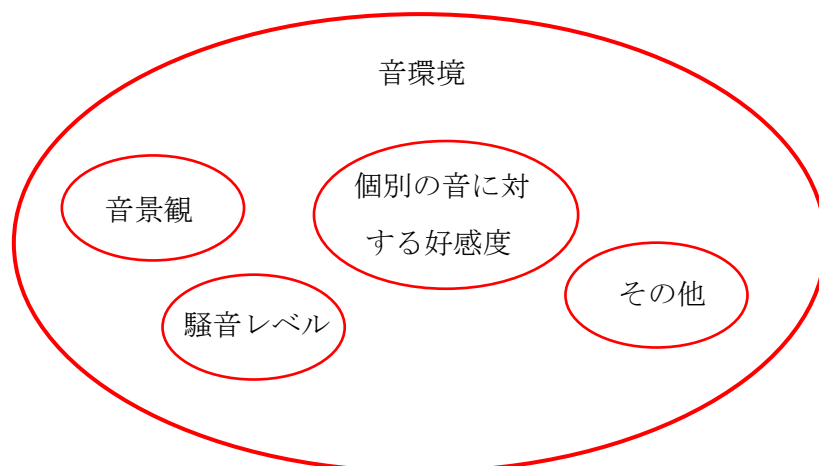 音環境
音景観
個別の音に対
する好感度
騒音レベル
その他